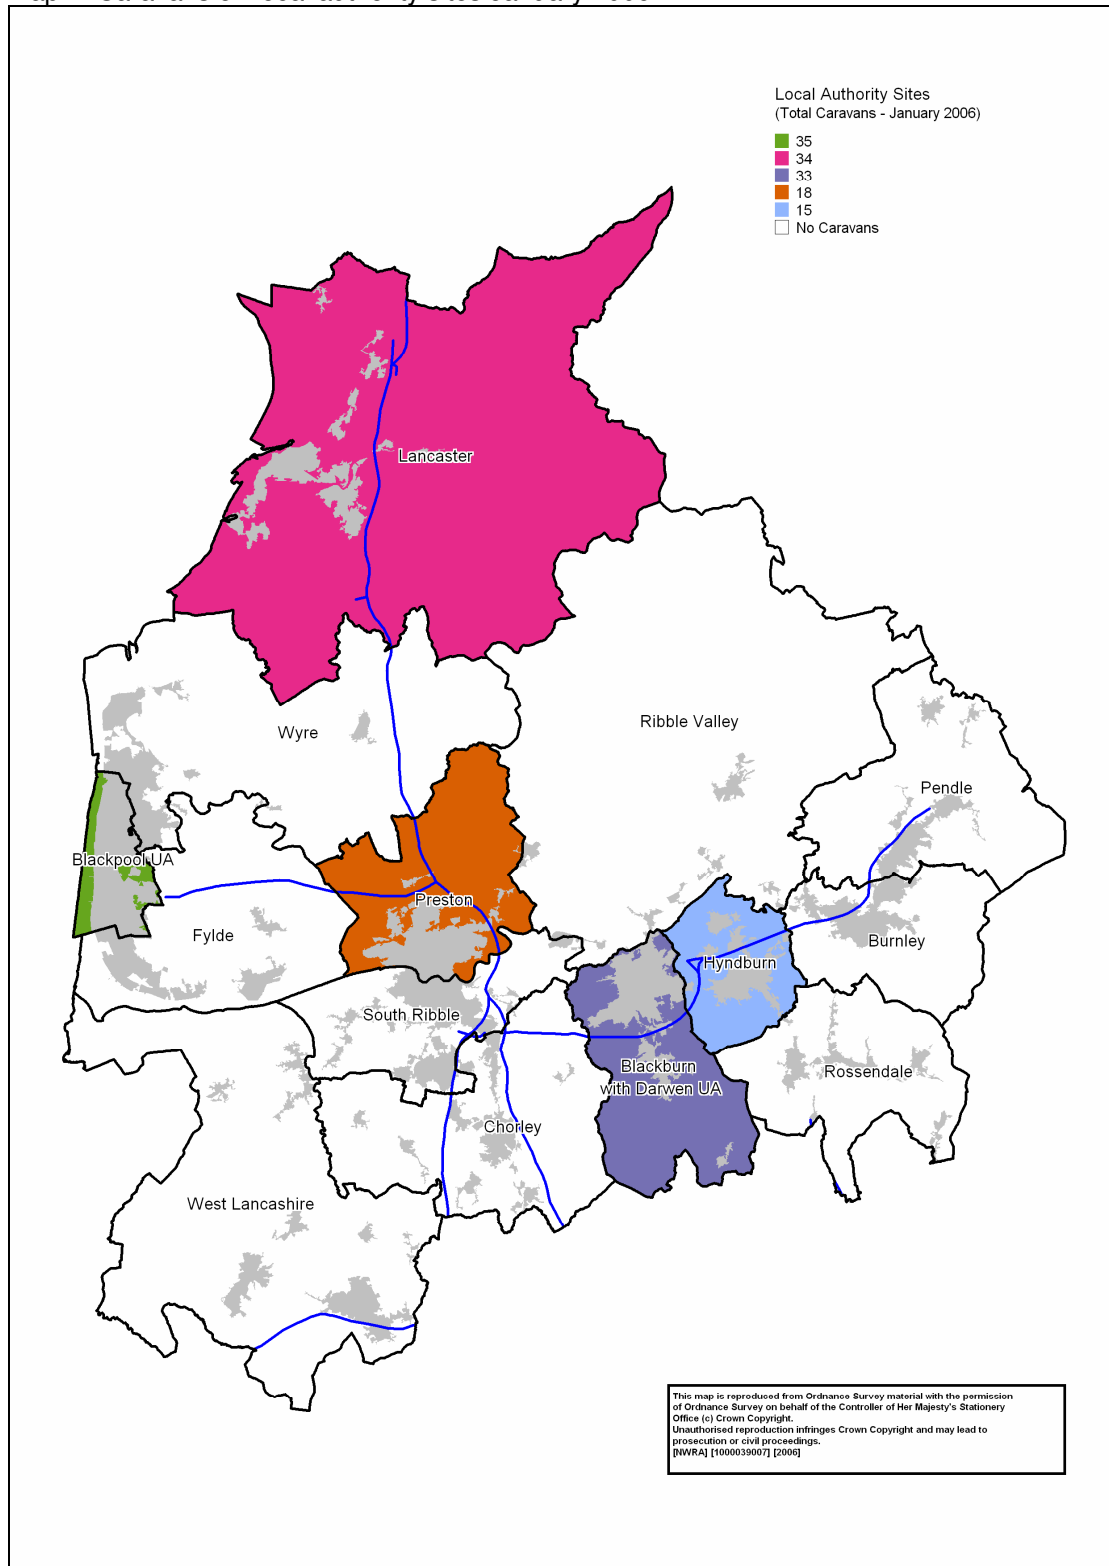 Local Authority Sites
(Total Caravans - January 2006)
35
34
33
18
15
No Caravans
Lancaster
Wyre
Ribble Valley
Pendle
Blackpool UA
Preston
Fylde
Burnley
Hyndburn
South Ribble
Blackburn
with Darwen UA
Rossendale
Chorley
West Lancashire
This map is reproduced from Ordnance Survey material with the permission
of Ordnance Survey on behalf of the Controller of Her Majesty's Stationery
Office (c) Crown Copyright.
Unauthorised reproduction infringes Crown Copyright and may lead to
prosecution or civil proceedings.
[NWRA] [1000039007] [2006]